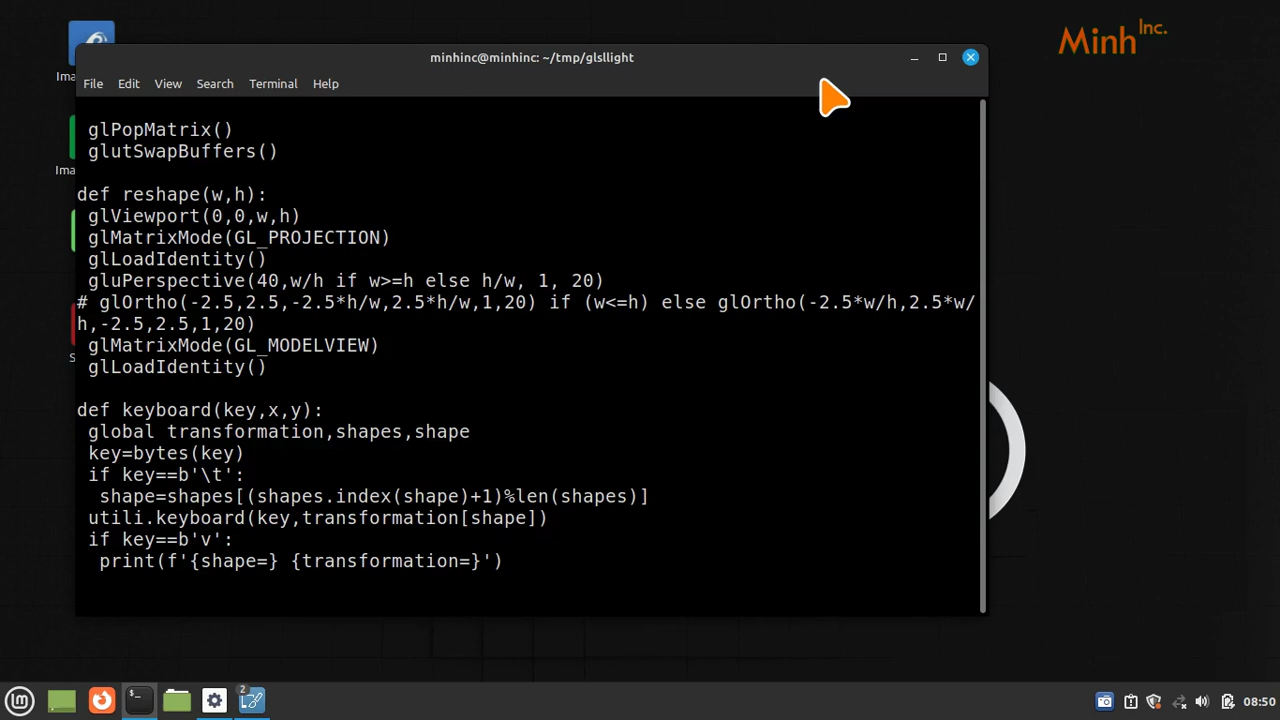 Minh Inc.
Ima
minhinc@minhinc: ~/tmp/glsllight
File Edit View Search Terminal Help
glPopMatrix()
glutSwapBuffers()
Ima
def reshape(w,h):
glViewport(0,0,w,h)
glMatrixMode(GL_PROJECTION)
glLoadIdentity()
gluPerspective(40,w/h if w>=h else h/w, 1, 20)
# glOrtho(-2.5,2.5,-2.5*h/w,2.5*h/w,1,20) if (w<=h) else glOrtho(-2.5*w/h,2.5*w/
h,-2.5,2.5,1,20)
glMatrixMode(GL_MODELVIEW)
S
glLoadIdentity()
def keyboard(key,x,y):
global transformation,shapes,shape
key=bytes(key)
if key==b'\t':
shape=shapes[(shapes.index(shape)+1)%len(shapes)]
utili.keyboard(key,transformation[shape])
if key==b'v':
print(f'{shape=} {transformation=}')
lm $_ 2 08:50